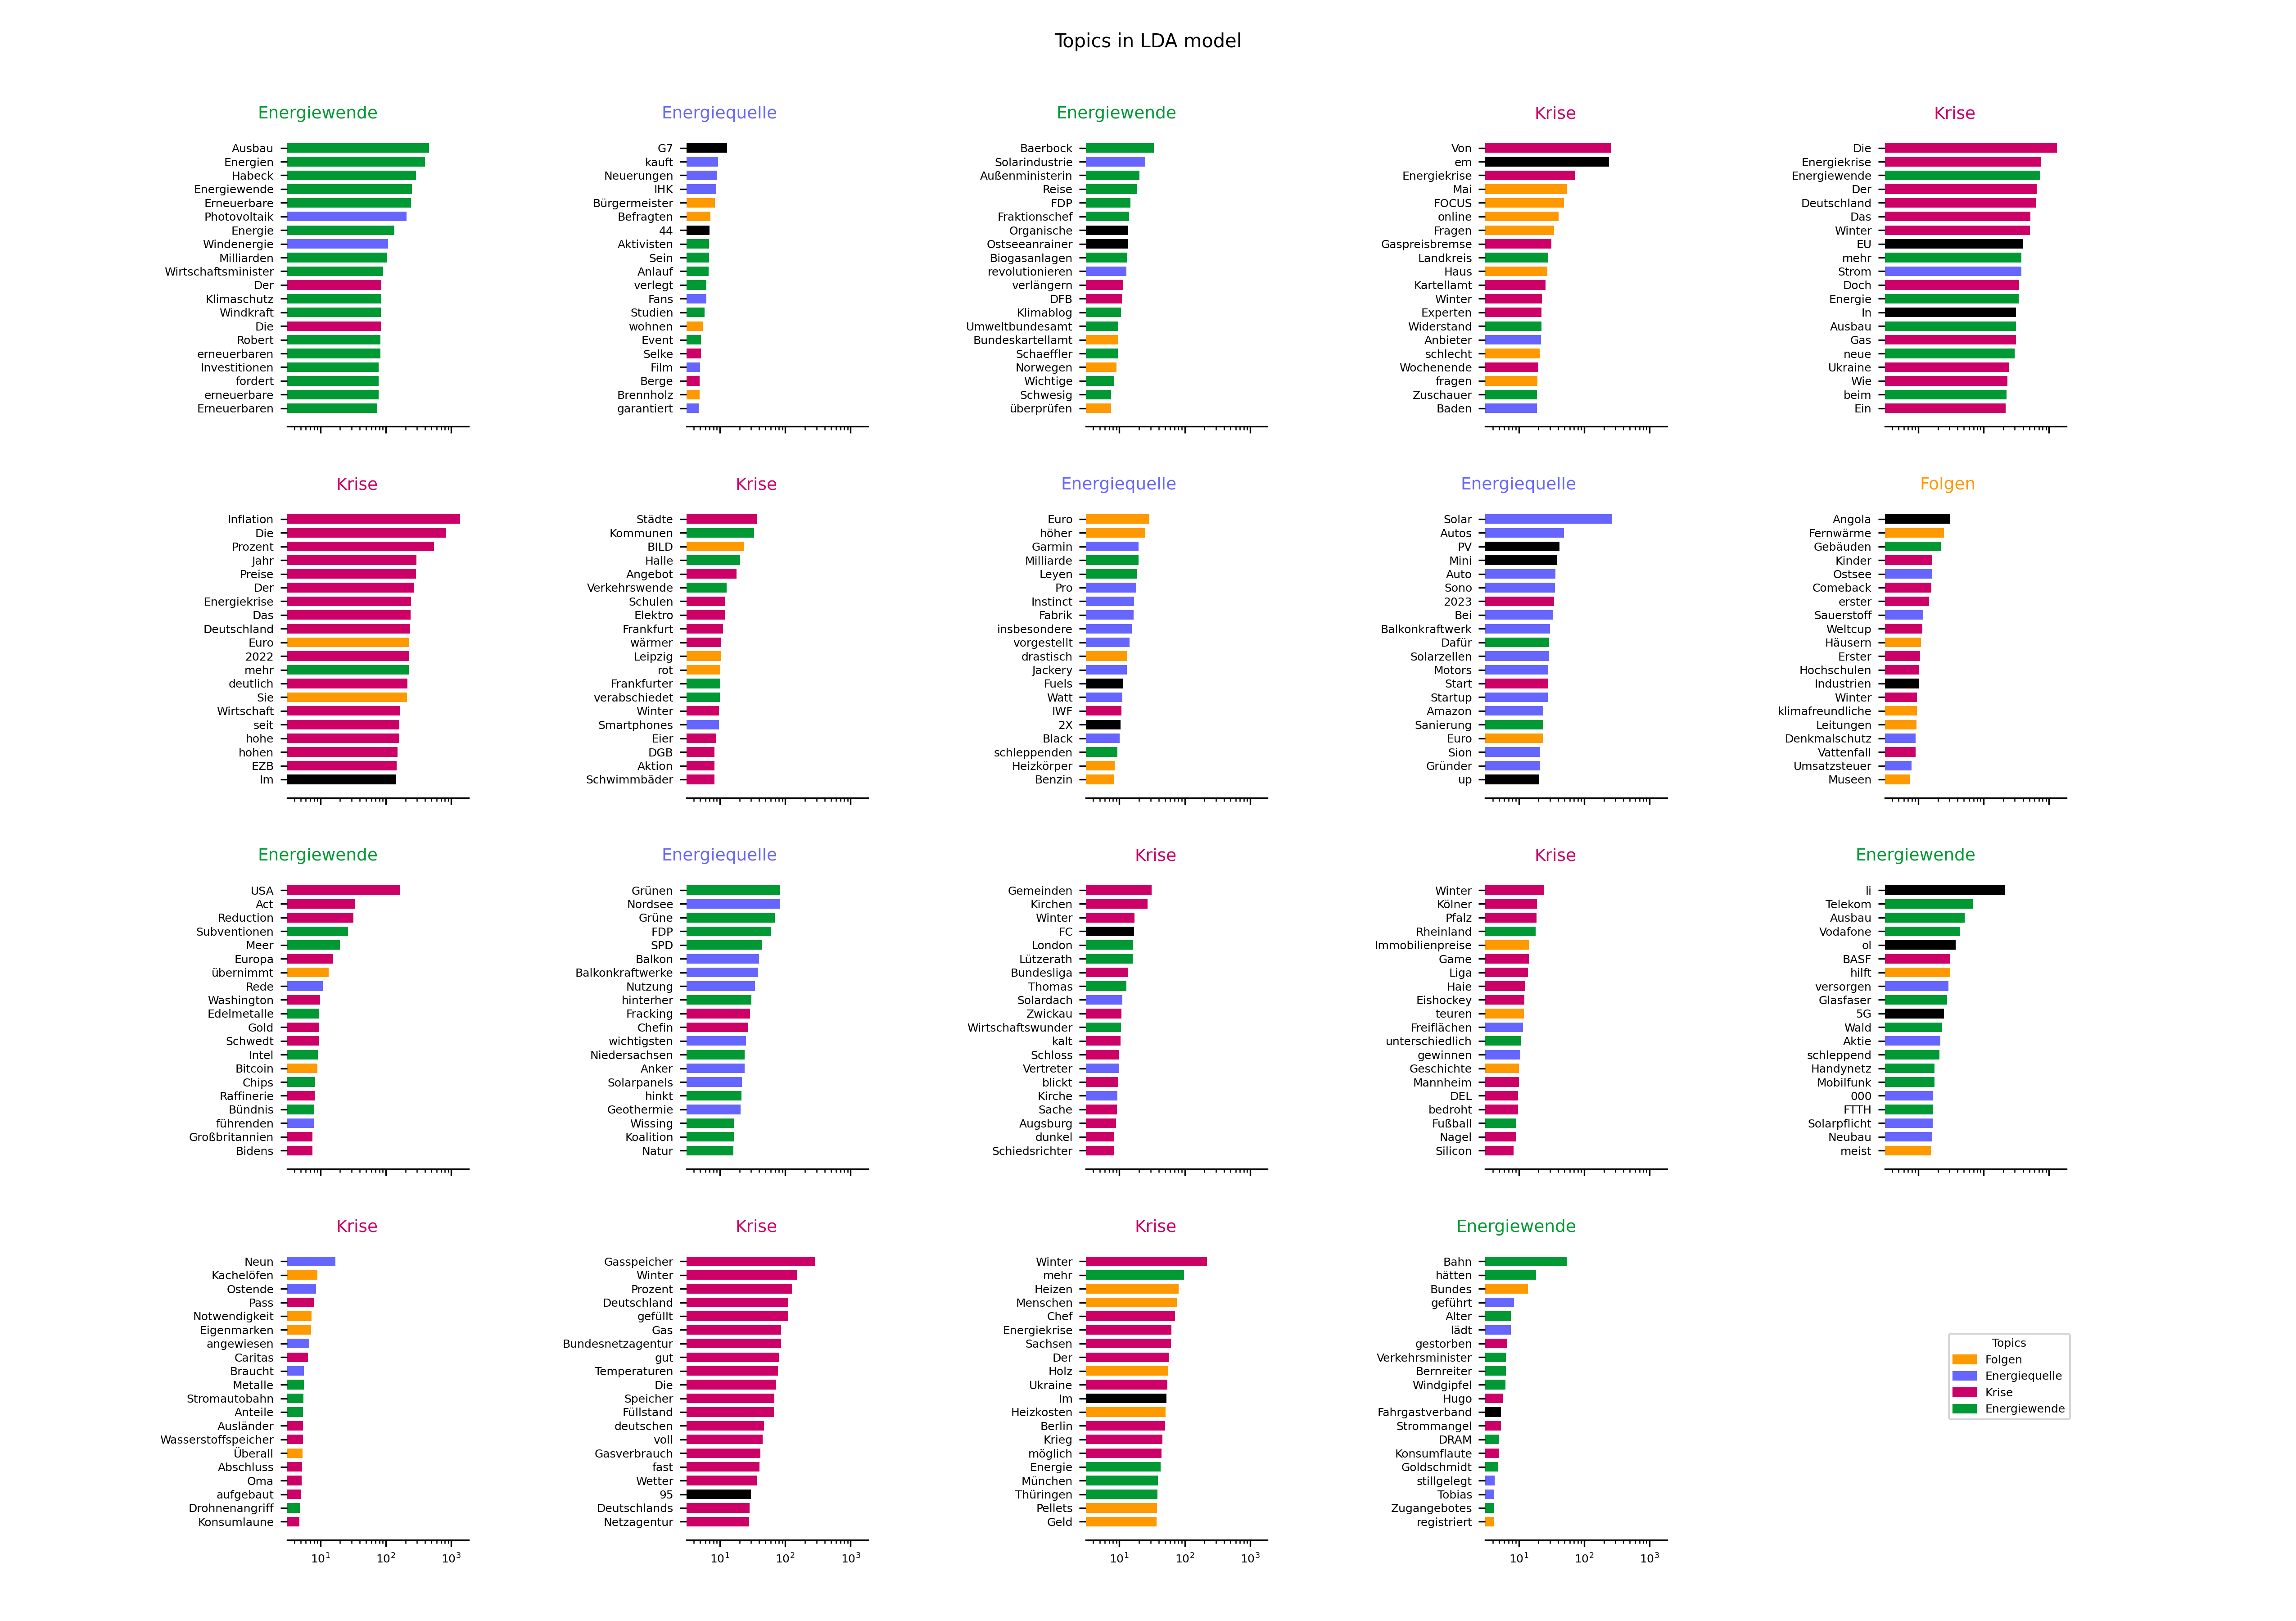 Topics in LDA model
Energiewende
Ausbau
Energien
Habeck
Energiewende
Erneuerbare
Photovoltaik
Energie
Windenergie
Milliarden
Wirtschaftsminister
Der
Klimaschutz
Windkraft
Die
Robert
erneuerbaren
Investitionen
fordert
erneuerbare
Erneuerbaren
Energiequelle
G7
kauft
Neuerungen
IHK
Bürgermeister
Befragten
44
Aktivisten
Sein
Anlauf
verlegt
Fans
Studien
wohnen
Event
Selke
Film
Berge
Brennholz
garantiert
Energiewende
Baerbock
Solarindustrie
Außenministerin
Reise
FDP
Fraktionschef
Organische
Ostseeanrainer
Biogasanlagen
revolutionieren
verlängern
DFB
Klimablog
Umweltbundesamt
Bundeskartellamt
Schaeffler
Norwegen
Wichtige
Schwesig
überprüfen
Krise
Von
em
Energiekrise
Mai
FOCUS
online
Fragen
Gaspreisbremse
Landkreis
Haus
Kartellamt
Winter
Experten
Widerstand
Anbieter
schlecht
Wochenende
fragen
Zuschauer
Baden
Krise
Die
Energiekrise
Energiewende
Der
Deutschland
Das
Winter
EU
mehr
Strom
Doch
Energie
In
Ausbau
Gas
neue
Ukraine
Wie
beim
Ein
Krise
Inflation
Die
Prozent
Jahr
Preise
Der
Energiekrise
Das
Deutschland
Euro
2022
mehr
deutlich
Sie
Wirtschaft
seit
hohe
hohen
EZB
Im
Krise
Städte
Kommunen
BILD
Halle
Angebot
Verkehrswende
Schulen
Elektro
Frankfurt
wärmer
Leipzig
rot
Frankfurter
verabschiedet
Winter
Smartphones
Eier
DGB
Aktion
Schwimmbäder
Energiequelle
Euro
höher
Garmin
Milliarde
Leyen
Pro
Instinct
Fabrik
insbesondere
vorgestellt
drastisch
Jackery
Fuels
Watt
IWF
2X
Black
schleppenden
Heizkörper
Benzin
Energiequelle
Solar
Autos
PV
Mini
Auto
Sono
2023
Bei
Balkonkraftwerk
Dafür
Solarzellen
Motors
Start
Startup
Amazon
Sanierung
Euro
Sion
Gründer
up
Folgen
Angola
Fernwärme
Gebäuden
Kinder
Ostsee
Comeback
erster
Sauerstoff
Weltcup
Häusern
Erster
Hochschulen
Industrien
Winter
klimafreundliche
Leitungen
Denkmalschutz
Vattenfall
Umsatzsteuer
Museen
Energiewende
USA
Act
Reduction
Subventionen
Meer
Europa
übernimmt
Rede
Washington
Edelmetalle
Gold
Schwedt
Intel
Bitcoin
Chips
Raffinerie
Bündnis
führenden
Großbritannien
Bidens
Energiequelle
Grünen
Nordsee
Grüne
FDP
SPD
Balkon
Balkonkraftwerke
Nutzung
hinterher
Fracking
Chefin
wichtigsten
Niedersachsen
Anker
Solarpanels
hinkt
Geothermie
Wissing
Koalition
Natur
Krise
Gemeinden
Kirchen
Winter
FC
London
Lützerath
Bundesliga
Thomas
Solardach
Zwickau
Wirtschaftswunder
kalt
Schloss
Vertreter
blickt
Kirche
Sache
Augsburg
dunkel
Schiedsrichter
Krise
Winter
Kölner
Pfalz
Rheinland
Immobilienpreise
Game
Liga
Haie
Eishockey
teuren
Freiflächen
unterschiedlich
gewinnen
Geschichte
Mannheim
DEL
bedroht
Fußball
Nagel
Silicon
Energiewende
li
Telekom
Ausbau
Vodafone
ol
BASF
hilft
versorgen
Glasfaser
5G
Wald
Aktie
schleppend
Handynetz
Mobilfunk
000
FTTH
Solarpflicht
Neubau
meist
Krise
Neun
Kachelöfen
Ostende
Pass
Notwendigkeit
Eigenmarken
angewiesen
Caritas
Braucht
Metalle
Stromautobahn
Anteile
Ausländer
Wasserstoffspeicher
Überall
Abschluss
Oma
aufgebaut
Drohnenangriff
Konsumlaune
10¹ 10² 10³
Krise
Gasspeicher
Winter
Prozent
Deutschland
gefüllt
Gas
Bundesnetzagentur
gut
Temperaturen
Die
Speicher
Füllstand
deutschen
voll
Gasverbrauch
fast
Wetter
95
Deutschlands
Netzagentur
10¹ 10² 10³
Krise
Winter
mehr
Heizen
Menschen
Chef
Energiekrise
Sachsen
Der
Holz
Ukraine
Im
Heizkosten
Berlin
Krieg
möglich
Energie
München
Thüringen
Pellets
Geld
10¹ 10² 10³
Energiewende
Bahn
hätten
Bundes
geführt
Alter
lädt
gestorben
Verkehrsminister
Bernreiter
Windgipfel
Hugo
Fahrgastverband
Strommangel
DRAM
Konsumflaute
Goldschmidt
stillgelegt
Tobias
Zugangebotes
registriert
10¹ 10² 10³
Topics
Folgen
Energiequelle
Krise
Energiewende